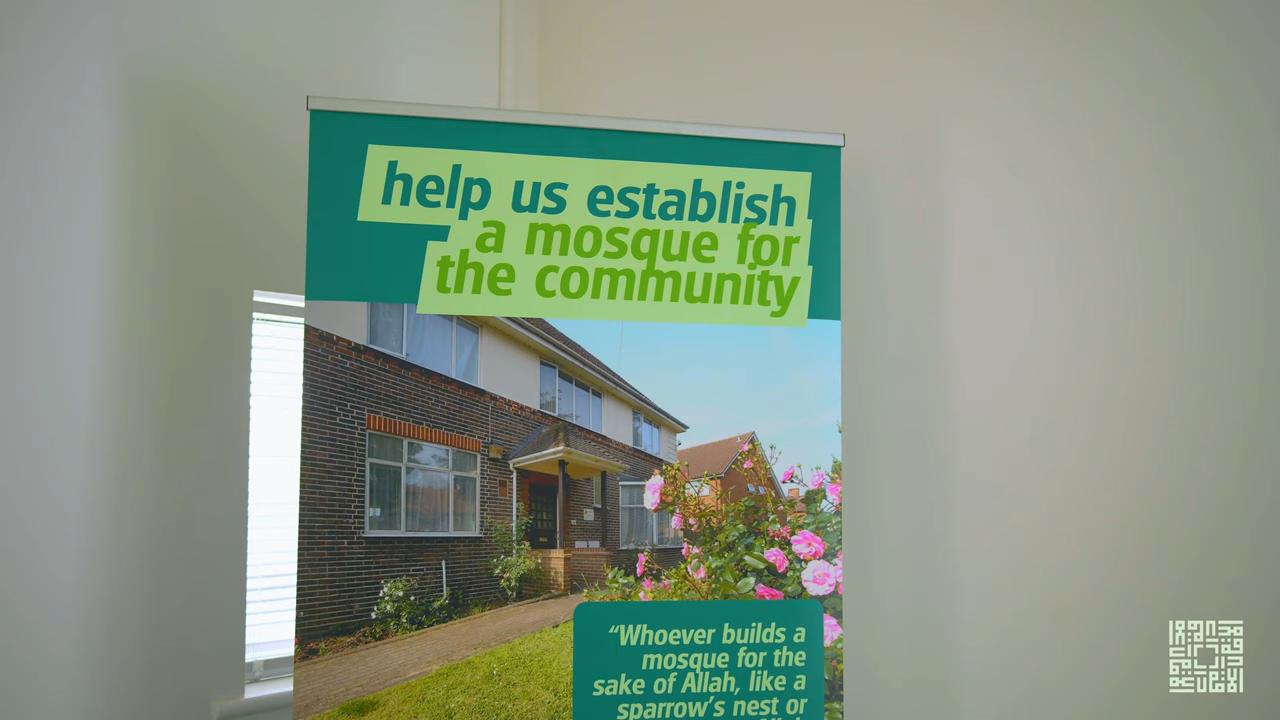 help us establish
a mosque for
the community
“Whoever builds a
mosque for the
sake of Allah, like a
sparrow’s nest or